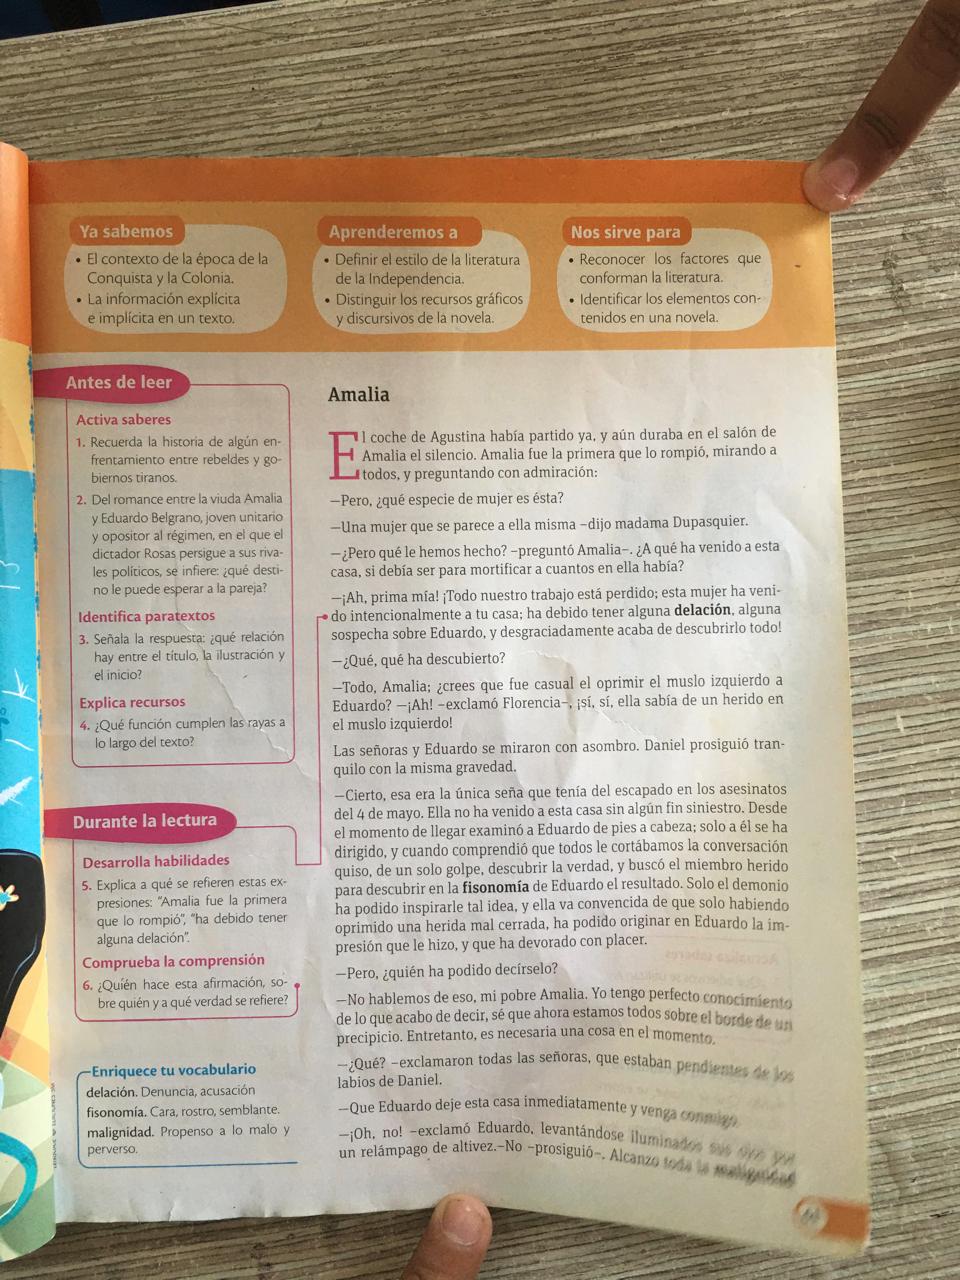 Ya sabemos
• El contexto de la época de la
Conquista y la Colonia.
• La información explícita
e implícita en un texto.
Aprenderemos a
• Definir el estilo de la literatura
de la Independencia.
• Distinguir los recursos gráficos
y discursivos de la novela.
Nos sirve para
• Reconocer los factores que
conforman la literatura.
• Identificar los elementos con-
tenidos en una novela.
Antes de leer
Activa saberes
1. Recuerda la historia de algún en-
frentamiento entre rebeldes y go-
biernos tiranos.
2. Del romance entre la viuda Amalia
y Eduardo Belgrano, joven unitario
y opositor al régimen, en el que el
dictador Rosas persigue a sus riva-
les políticos, se infiere: ¿qué desti-
no le puede esperar a la pareja?
Identifica paratextos
3. Señala la respuesta: ¿qué relación
hay entre el título, la ilustración y
el inicio?
Explica recursos
4. ¿Qué función cumplen las rayas a
lo largo del texto?
Durante la lectura
Desarrolla habilidades
5. Explica a qué se refieren estas ex-
presiones: "Amalia fue la primera
que lo rompió", "ha debido tener
alguna delación".
Comprueba la comprensión
6. ¿Quién hace esta afirmación, so-
bre quién y a qué verdad se refiere?
Enriquece tu vocabulario
delación. Denuncia, acusación
fisonomía. Cara, rostro, semblante.
malignidad. Propenso a lo malo y
perverso.
Amalia
El coche de Agustina había partido ya, y aún duraba en el salón de
Amalia el silencio. Amalia fue la primera que lo rompió, mirando a
todos, y preguntando con admiración:
—Pero, ¿qué especie de mujer es ésta?
—Una mujer que se parece a ella misma –dijo madama Dupasquier.
—¿Pero qué le hemos hecho? –preguntó Amalia–. ¿A qué ha venido a esta
casa, si debía ser para mortificar a cuantos en ella había?
—¡Ah, prima mía! ¡Todo nuestro trabajo está perdido; esta mujer ha veni-
do intencionalmente a tu casa; ha debido tener alguna delación, alguna
sospecha sobre Eduardo, y desgraciadamente acaba de descubrirlo todo!
—¿Qué, qué ha descubierto?
—Todo, Amalia; ¿crees que fue casual el oprimir el muslo izquierdo a
Eduardo? —¡Ah! –exclamó Florencia–, ¡sí, sí, ella sabía de un herido en
el muslo izquierdo!
Las señoras y Eduardo se miraron con asombro. Daniel prosiguió tran-
quilo con la misma gravedad.
—Cierto, esa era la única seña que tenía del escapado en los asesinatos
del 4 de mayo. Ella no ha venido a esta casa sin algún fin siniestro. Desde
el momento de llegar examinó a Eduardo de pies a cabeza; solo a él se ha
dirigido, y cuando comprendió que todos le cortábamos la conversación
quiso, de un solo golpe, descubrir la verdad, y buscó el miembro herido
para descubrir en la fisonomía de Eduardo el resultado. Solo el demonio
ha podido inspirarle tal idea, y ella va convencida de que solo habiendo
oprimido una herida mal cerrada, ha podido originar en Eduardo la im-
presión que le hizo, y que ha devorado con placer.
—Pero, ¿quién ha podido decírselo?
—No hablemos de eso, mi pobre Amalia. Yo tengo perfecto conocimiento
de lo que acabo de decir, sé que ahora estamos todos sobre el borde de un
precipicio. Entretanto, es necesaria una cosa en el momento.
—¿Qué? –exclamaron todas las señoras, que estaban pendientes de los
labios de Daniel.
—Que Eduardo deje esta casa inmediatamente y venga conmigo.
—¡Oh, no! –exclamó Eduardo, levantándose iluminados sus ojos por
un relámpago de altivez.–No –prosiguió–. Alcanzo toda la malignidad